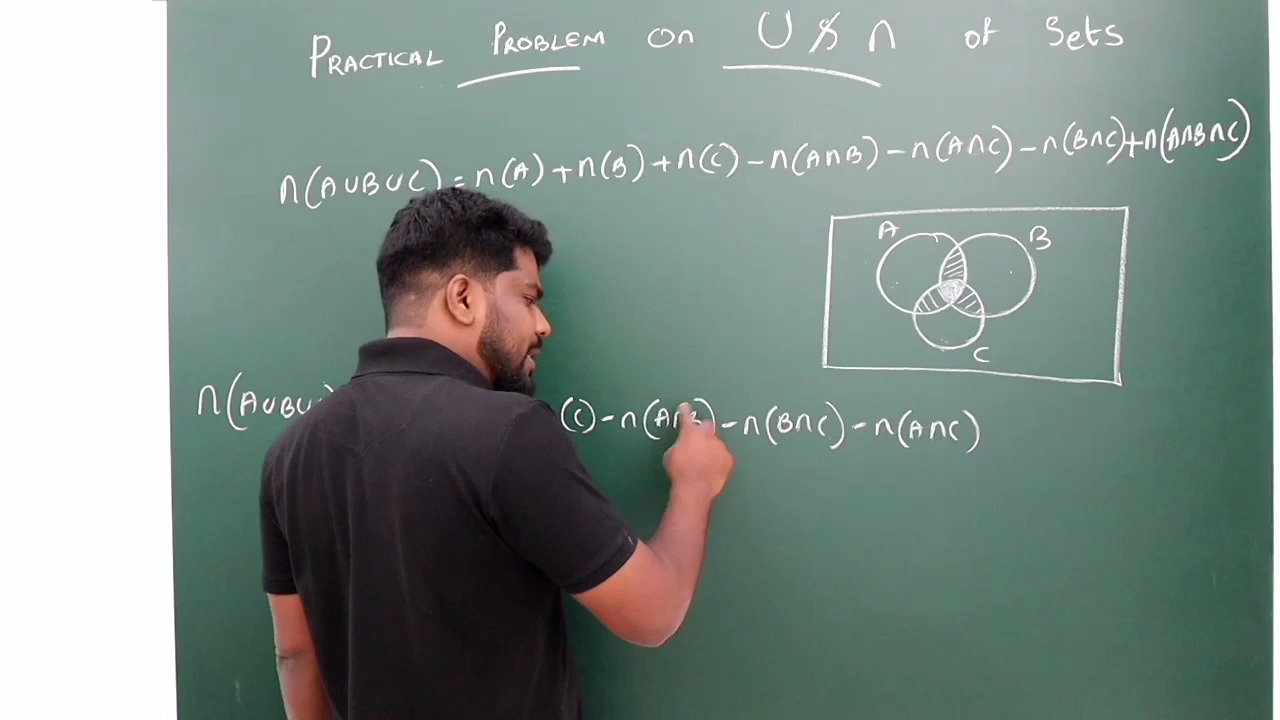 PRACTICAL PROBLEM On ∪ & ∩ of Sets
n(A∪B∪C) = n(A) + n(B) + n(C) - n(A∩B) - n(A∩C) - n(B∩C) + n(A∩B∩C)
A B
C
n(A∪B∪ (C) - n(A∩B) - n(B∩C) - n(A∩C)